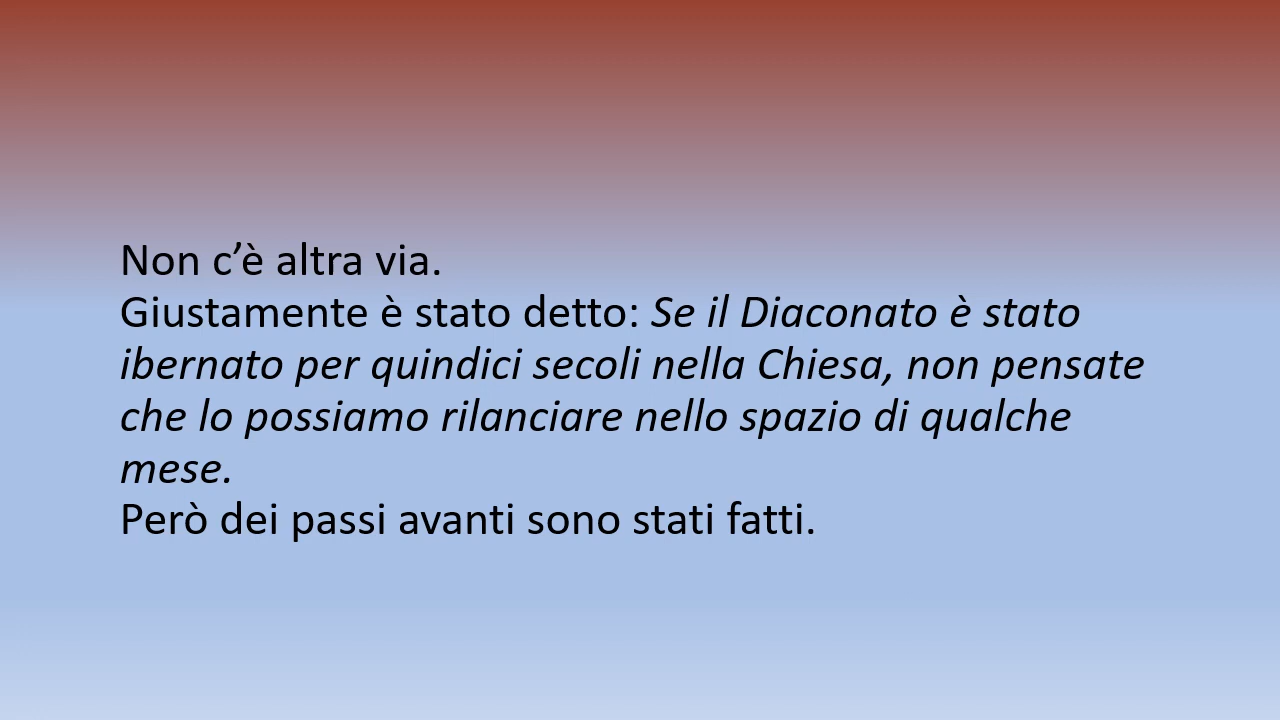 Non c’è altra via.
Giustamente è stato detto: Se il Diaconato è stato
ibernato per quindici secoli nella Chiesa, non pensate
che lo possiamo rilanciare nello spazio di qualche
mese.
Però dei passi avanti sono stati fatti.